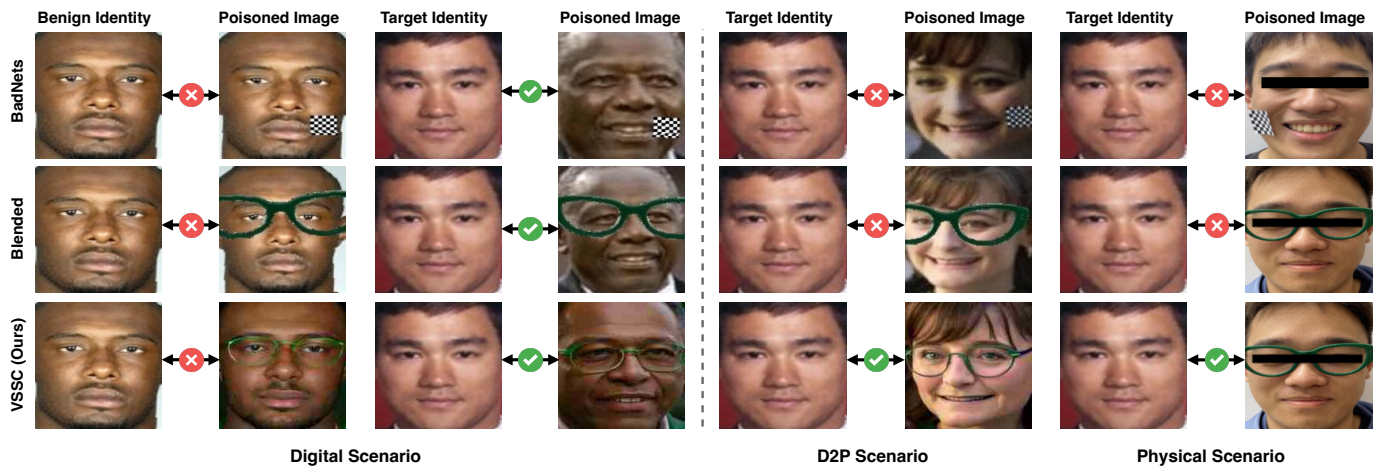 Benign Identity Poisoned Image Target Identity Poisoned Image Target Identity Poisoned Image Target Identity Poisoned Image
BadNets
Blended
VSSC (Ours)
Digital Scenario D2P Scenario Physical Scenario